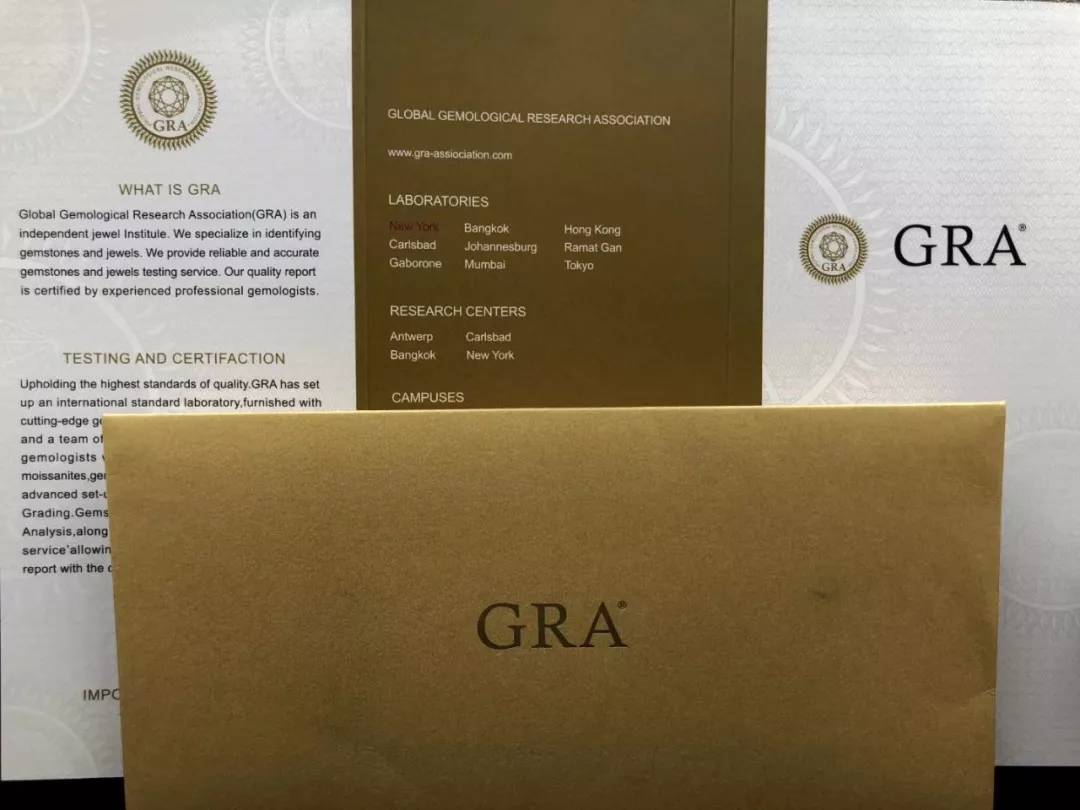 GRA
WHAT IS GRA
Global Gemological Research Association(GRA) is an
independent jewel Institule. We specialize in identifying
gemstones and jewels. We provide reliable and accurate
gemstones and jewels testing service. Our quality report
is certified by experienced professional gemologists.
TESTING AND CERTIFACTION
Upholding the highest standards of quality.GRA has set
up an international standard laboratory,furnished with
cutting-edge
and a team of
gemologists
moissanites,
advanced
Grading.
Analysis,along
service'
report with the
GLOBAL GEMOLOGICAL RESEARCH ASSOCIATION
www.gra-assiociation.com
LABORATORIES
New York Bangkok Hong Kong
Carlsbad Johannesburg Ramat Gan
Gaborone Mumbai Tokyo
RESEARCH CENTERS
Antwerp Carlsbad
Bangkok New York
CAMPUSES
GRA
GRA®
GRA®